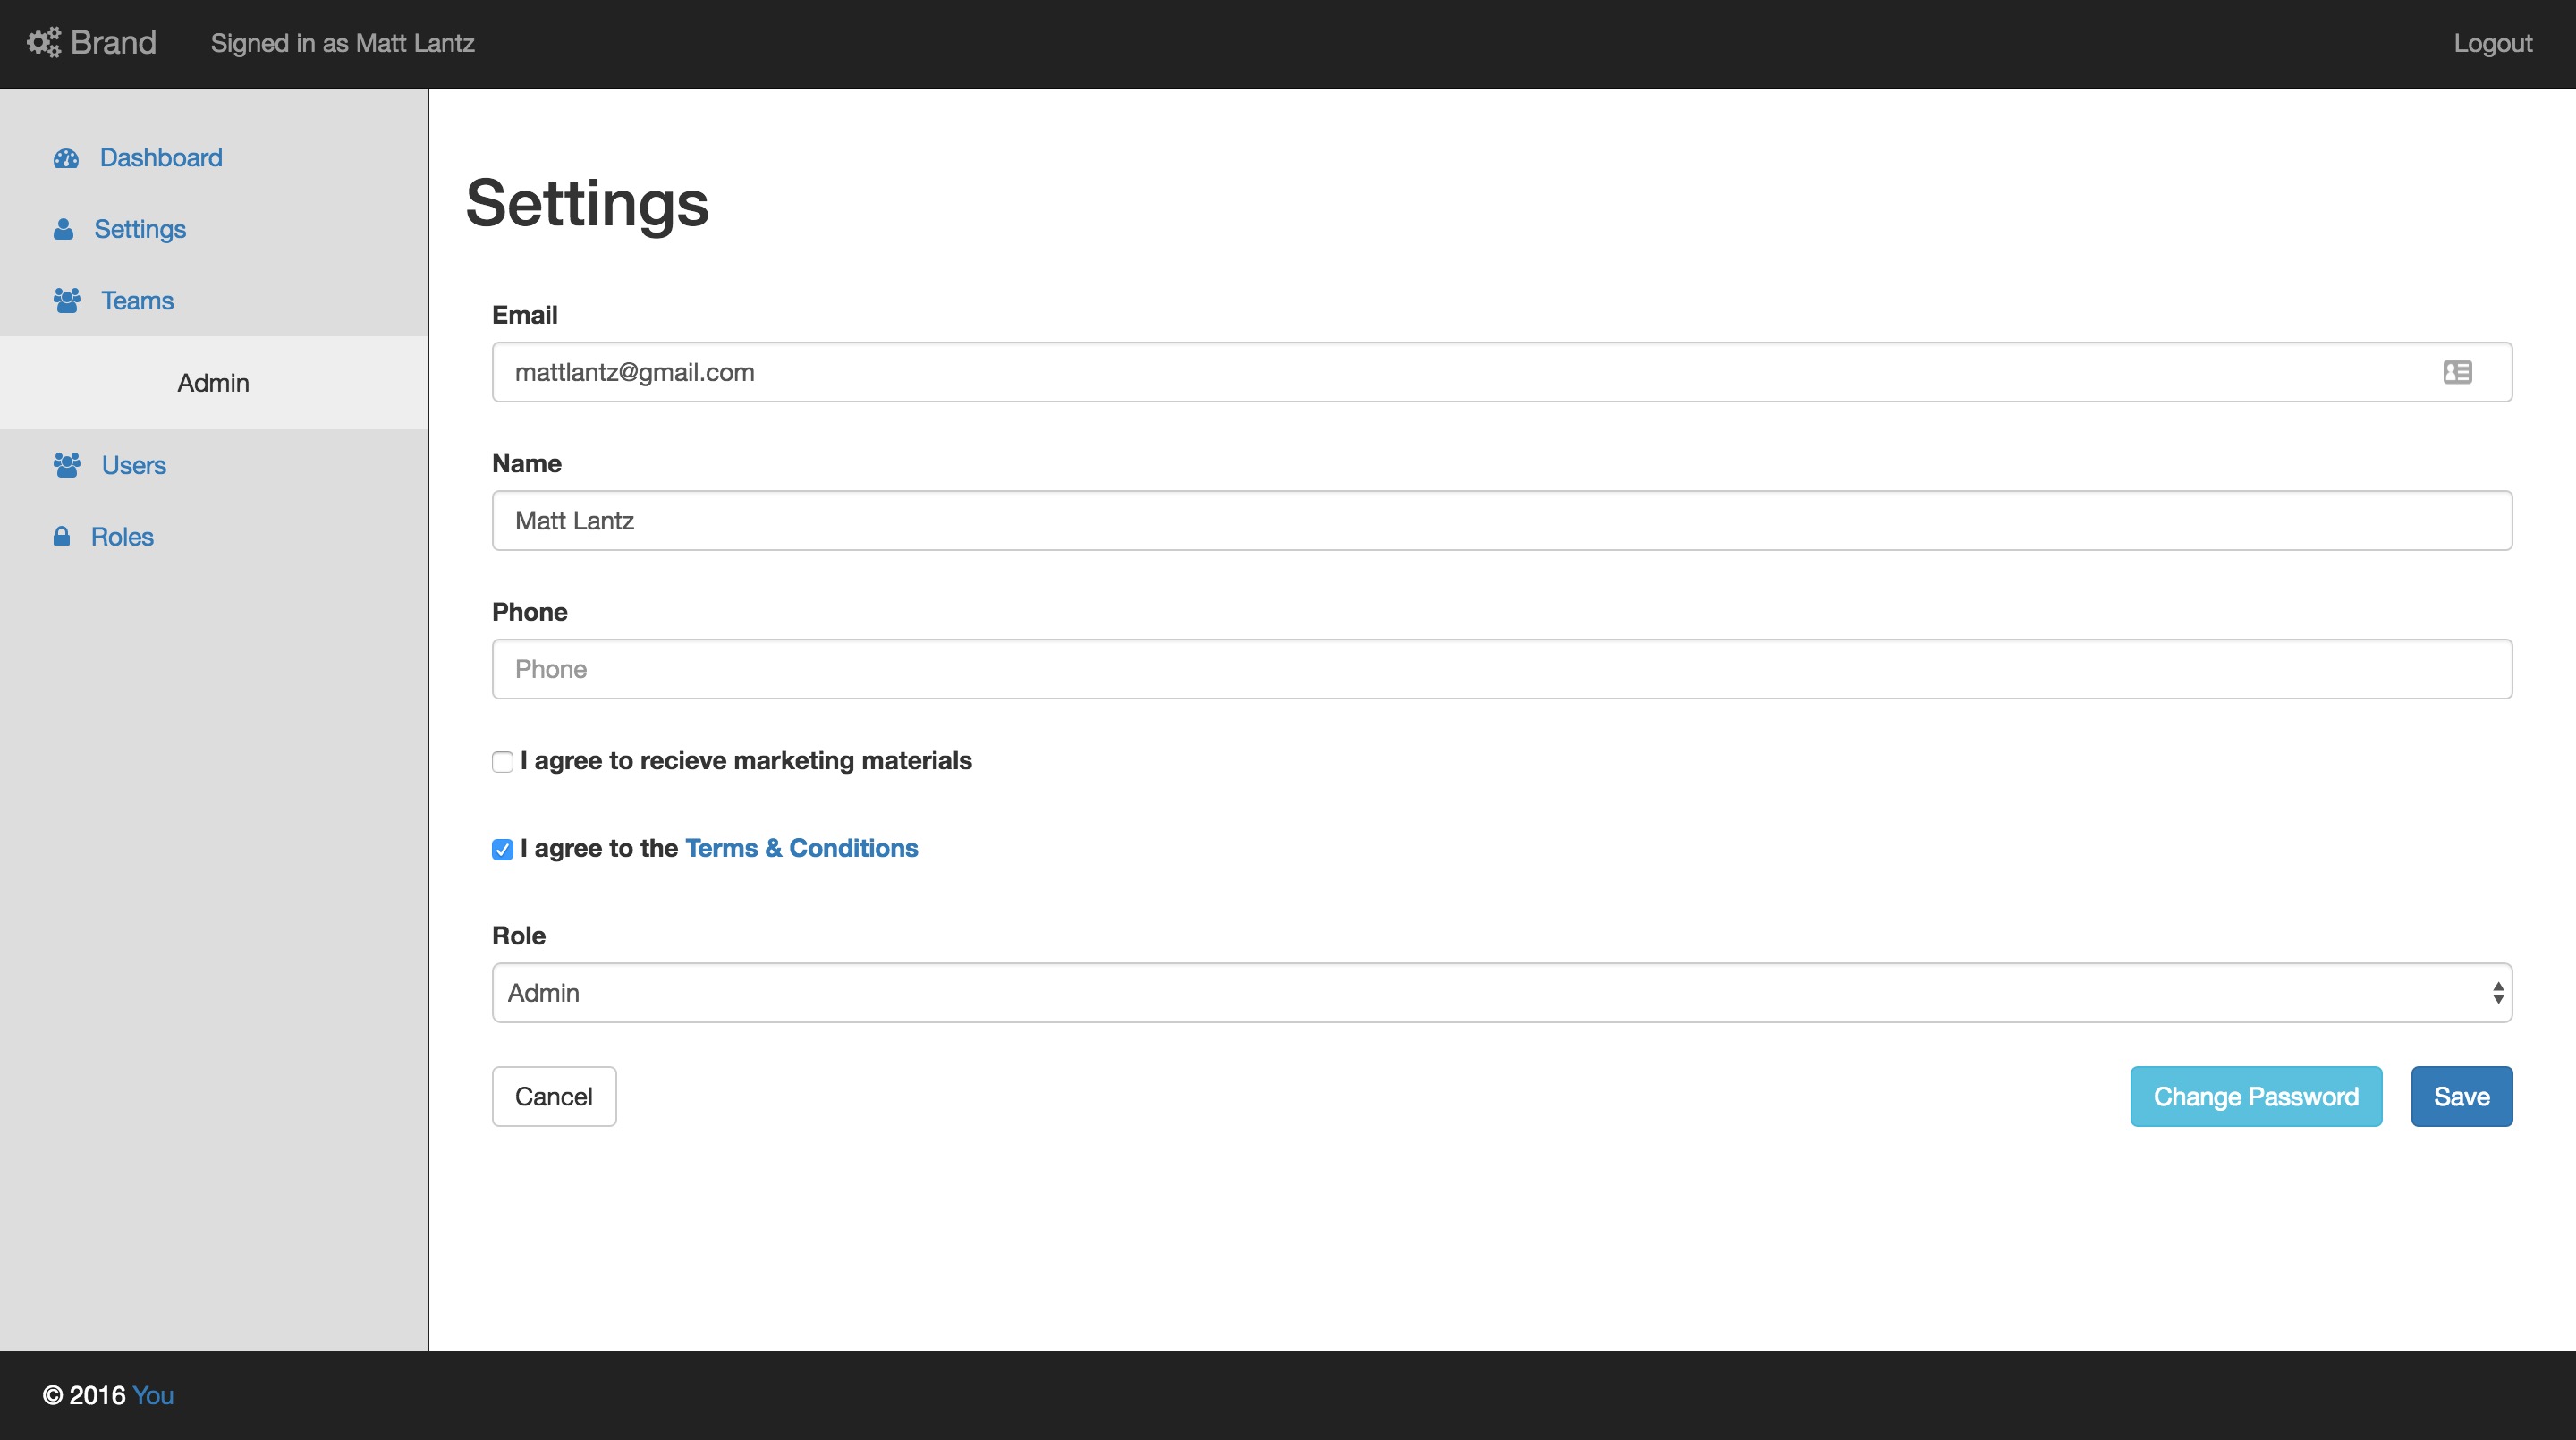 Brand Signed in as Matt Lantz Logout
Dashboard
Settings
Teams
Admin
Users
Roles
Settings
Email
mattlantz@gmail.com
Name
Matt Lantz
Phone
Phone
I agree to recieve marketing materials
I agree to the Terms & Conditions
Role
Admin
Cancel Change Password Save
© 2016 You